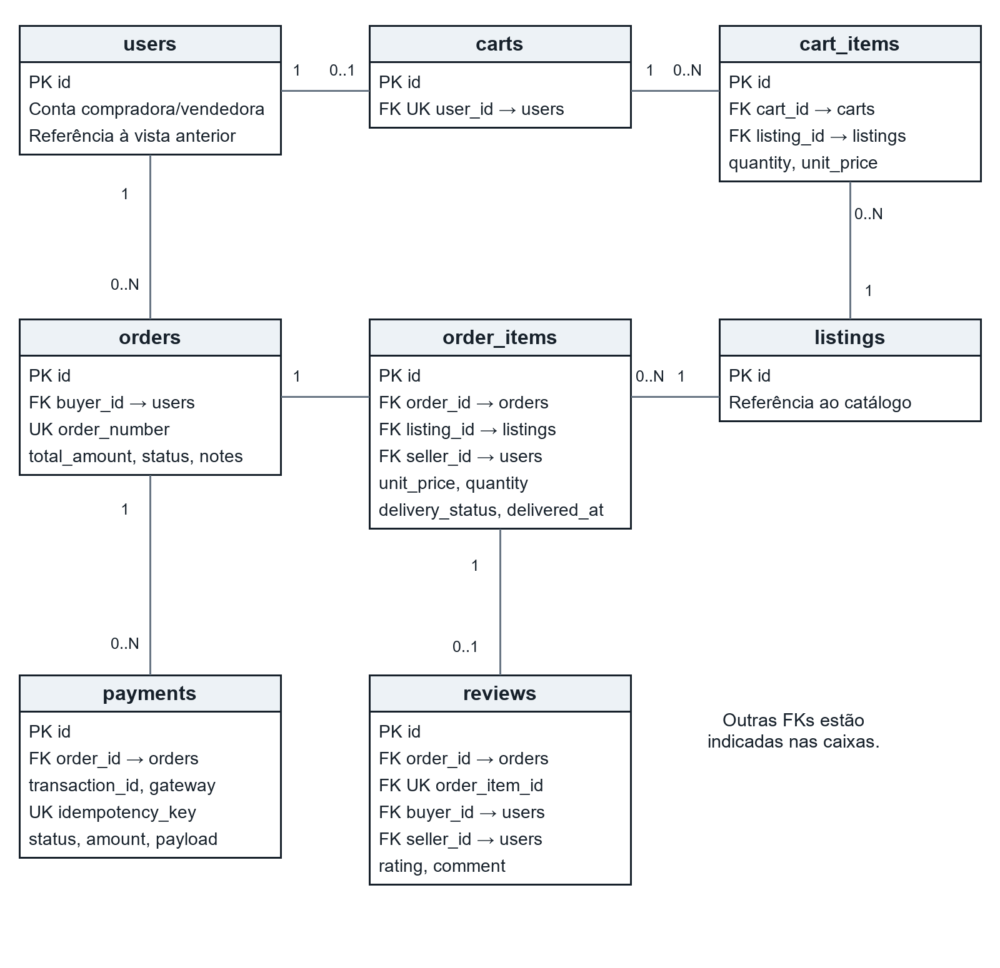 users
PK id
Conta compradora/vendedora
Referência à vista anterior
1
0..1
carts
PK id
FK UK user_id → users
1
0..N
cart_items
PK id
FK cart_id → carts
FK listing_id → listings
quantity, unit_price
1
0..N
0..N
1
orders
PK id
FK buyer_id → users
UK order_number
total_amount, status, notes
1
order_items
PK id
FK order_id → orders
FK listing_id → listings
FK seller_id → users
unit_price, quantity
delivery_status, delivered_at
0..N
1
listings
PK id
Referência ao catálogo
1
0..N
1
0..1
payments
PK id
FK order_id → orders
transaction_id, gateway
UK idempotency_key
status, amount, payload
reviews
PK id
FK order_id → orders
FK UK order_item_id
FK buyer_id → users
FK seller_id → users
rating, comment
Outras FKs estão
indicadas nas caixas.